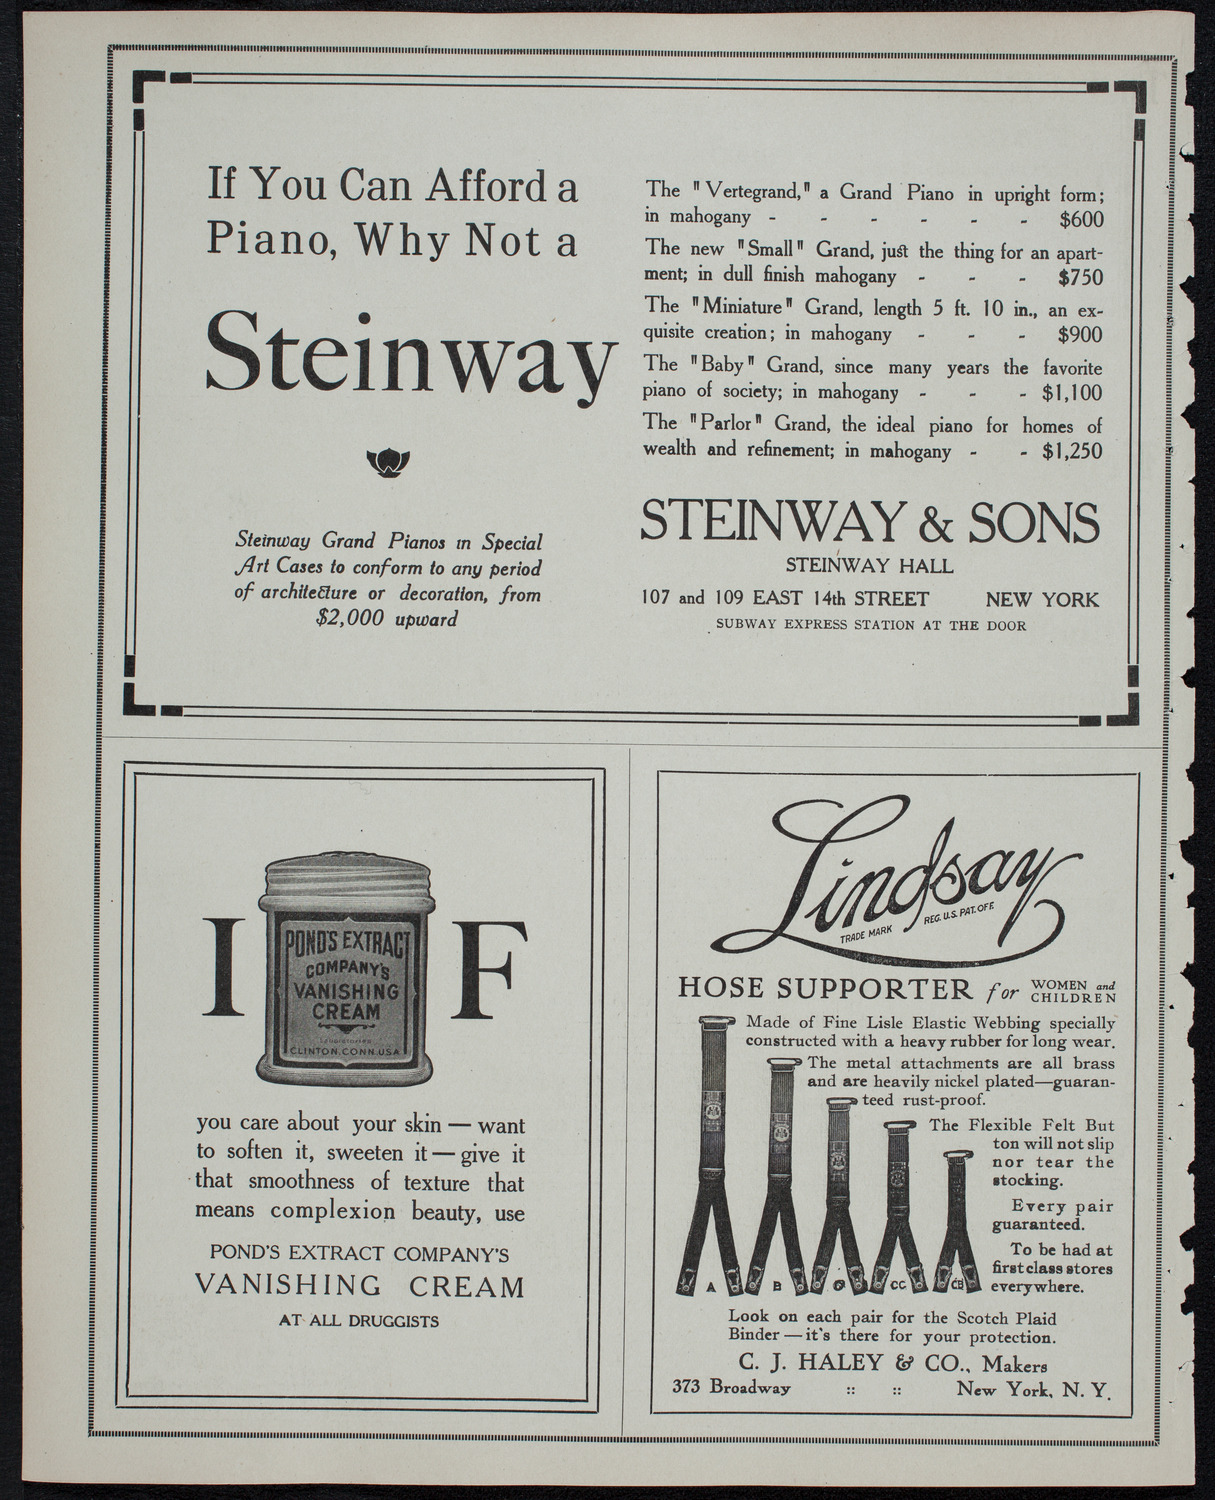 If You Can Afford a
Piano, Why Not a
Steinway
Steinway Grand Pianos in Special
Art Cases to conform to any period
of architecture or decoration, from
$2,000 upward
The "Vertegrand," a Grand Piano in upright form;
in mahogany - - - - - - $600
The new "Small" Grand, just the thing for an apart-
ment; in dull finish mahogany - - - $750
The "Miniature" Grand, length 5 ft. 10 in., an ex-
quisite creation; in mahogany - - - $900
The "Baby" Grand, since many years the favorite
piano of society; in mahogany - - - $1,100
The "Parlor" Grand, the ideal piano for homes of
wealth and refinement; in mahogany - - $1,250
STEINWAY & SONS
STEINWAY HALL
107 and 109 EAST 14th STREET NEW YORK
SUBWAY EXPRESS STATION AT THE DOOR
I F
POND'S EXTRACT
COMPANY'S
VANISHING
CREAM
CLINTON, CONN. USA
you care about your skin — want
to soften it, sweeten it — give it
that smoothness of texture that
means complexion beauty, use
POND'S EXTRACT COMPANY'S
VANISHING CREAM
AT ALL DRUGGISTS
Lindsay
TRADE MARK REG. U.S. PAT. OFF.
HOSE SUPPORTER for WOMEN and CHILDREN
Made of Fine Lisle Elastic Webbing specially
constructed with a heavy rubber for long wear.
The metal attachments are all brass
and are heavily nickel plated—guaran-
teed rust-proof.
The Flexible Felt But
ton will not slip
nor tear the
stocking.
Every pair
guaranteed.
To be had at
first class stores
everywhere.
A B CC CB
Look on each pair for the Scotch Plaid
Binder — it's there for your protection.
C. J. HALEY & CO., Makers
373 Broadway :: :: New York, N. Y.